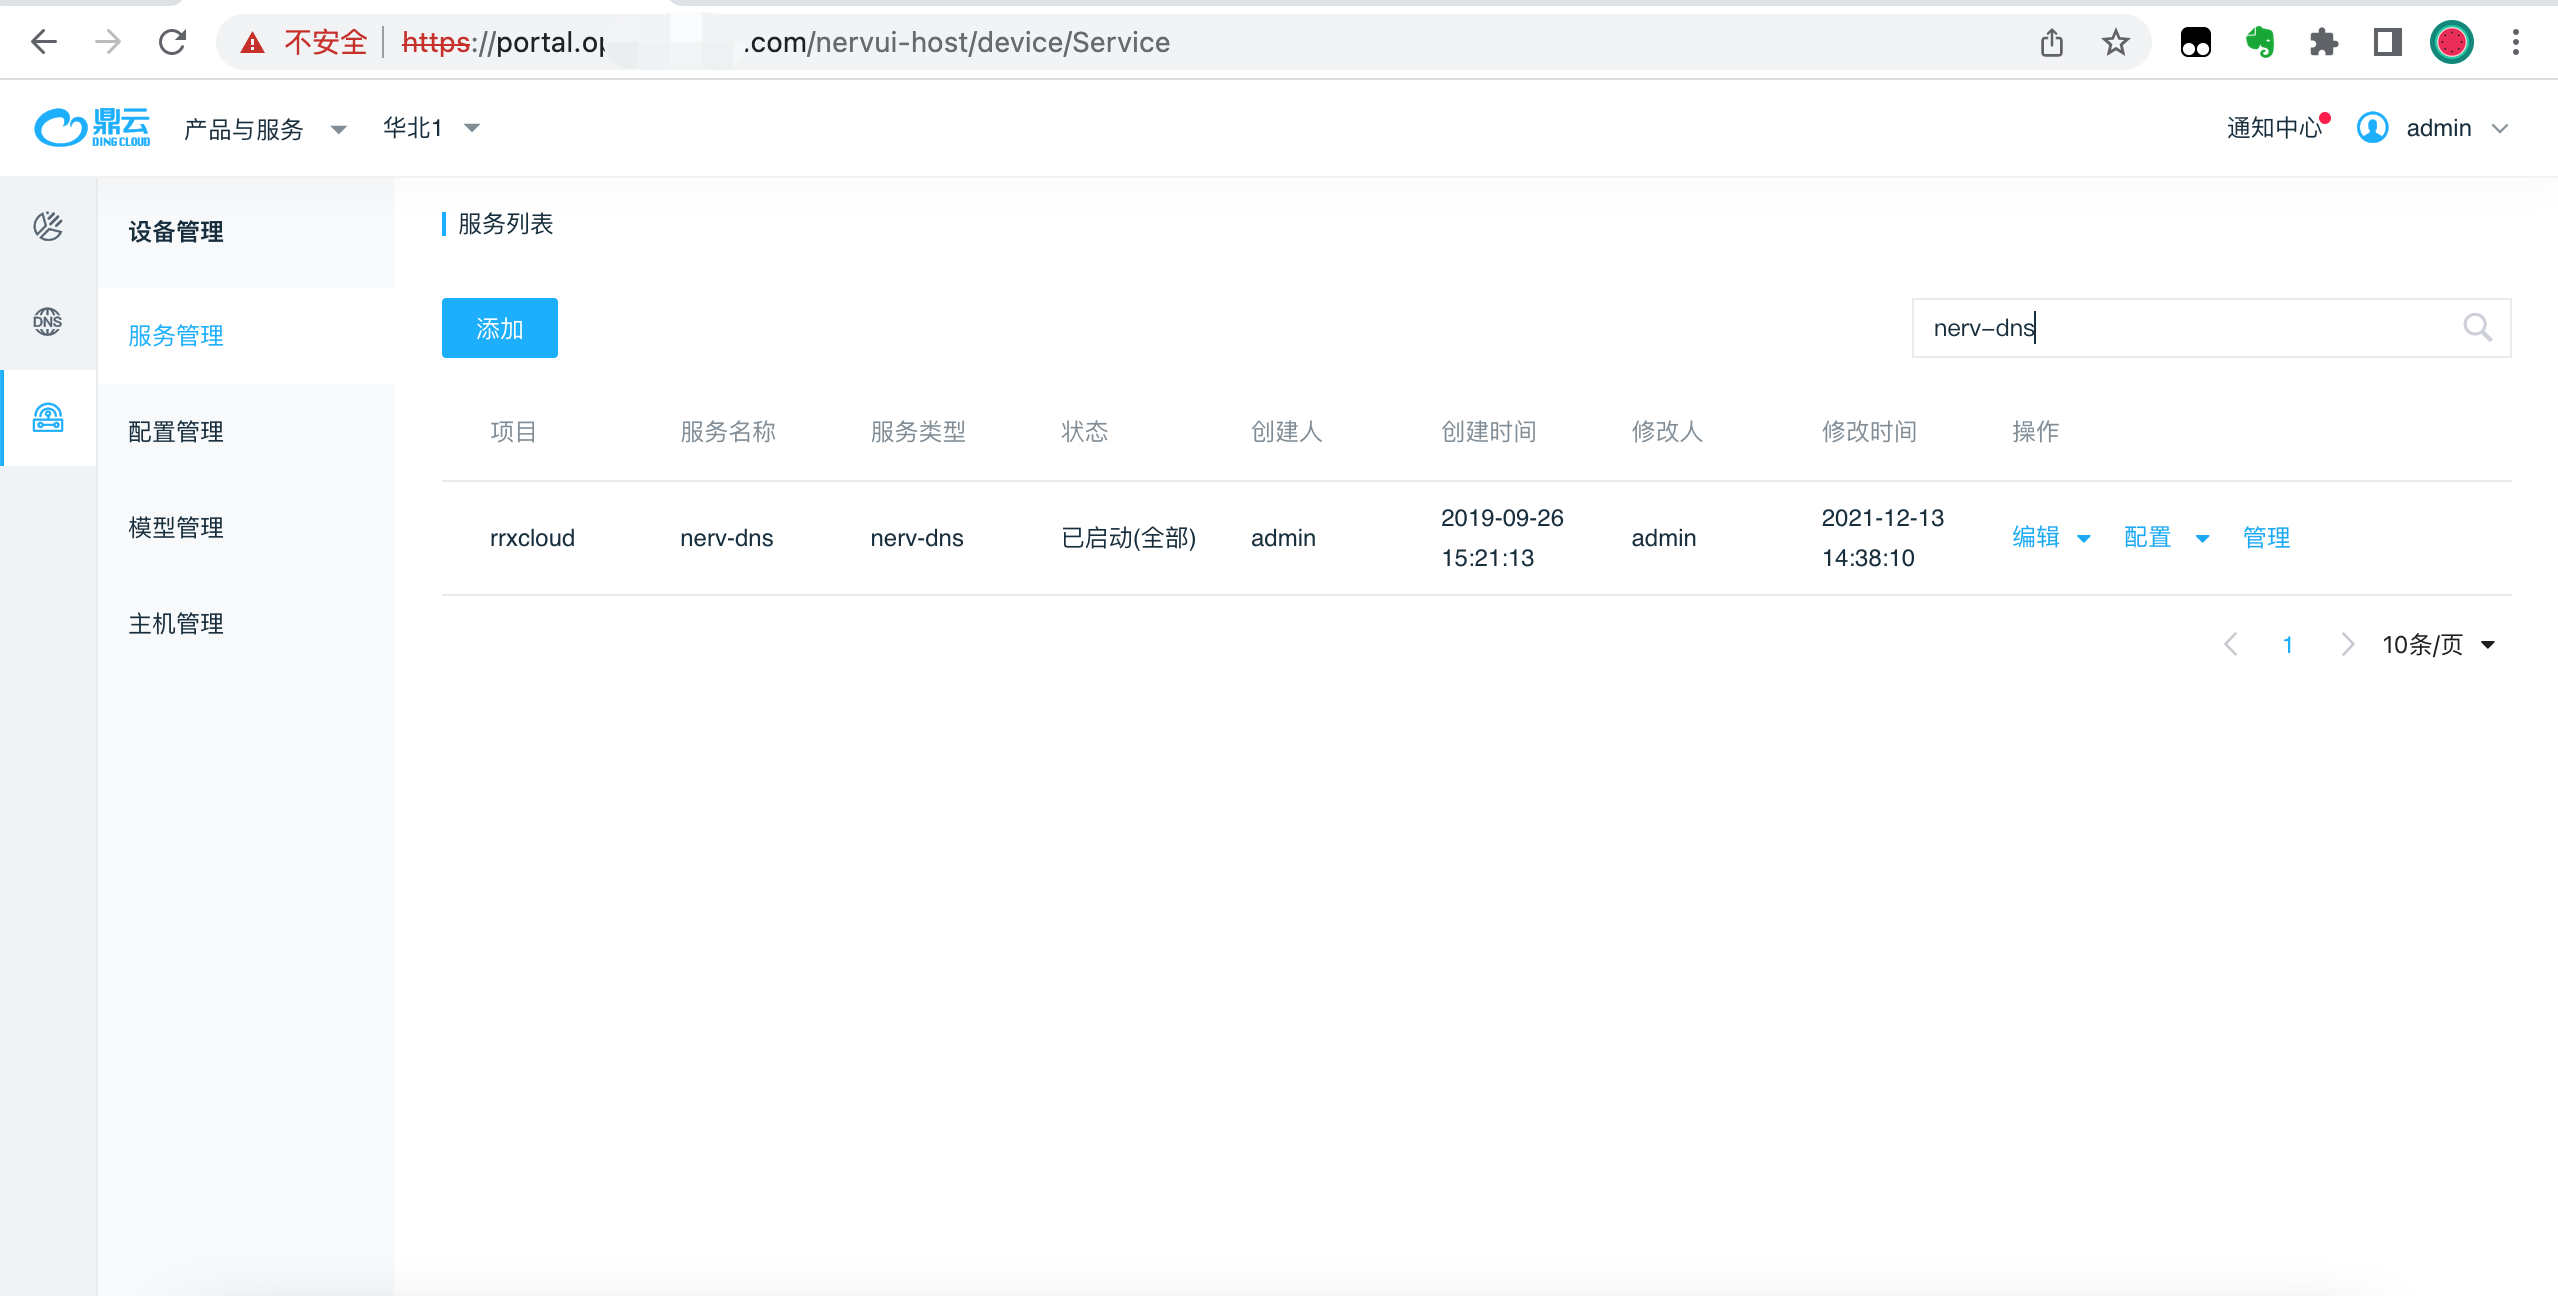 不安全 https://portal.op .com/nervui-host/device/Service
鼎云 DING CLOUD 产品与服务 华北1 通知中心 admin
设备管理
DNS
服务管理
配置管理
模型管理
主机管理
服务列表
添加 nerv-dns
项目 服务名称 服务类型 状态 创建人 创建时间 修改人 修改时间 操作
rrxcloud nerv-dns nerv-dns 已启动(全部) admin 2019-09-26 15:21:13 admin 2021-12-13 14:38:10 编辑 配置 管理
1 10条/页